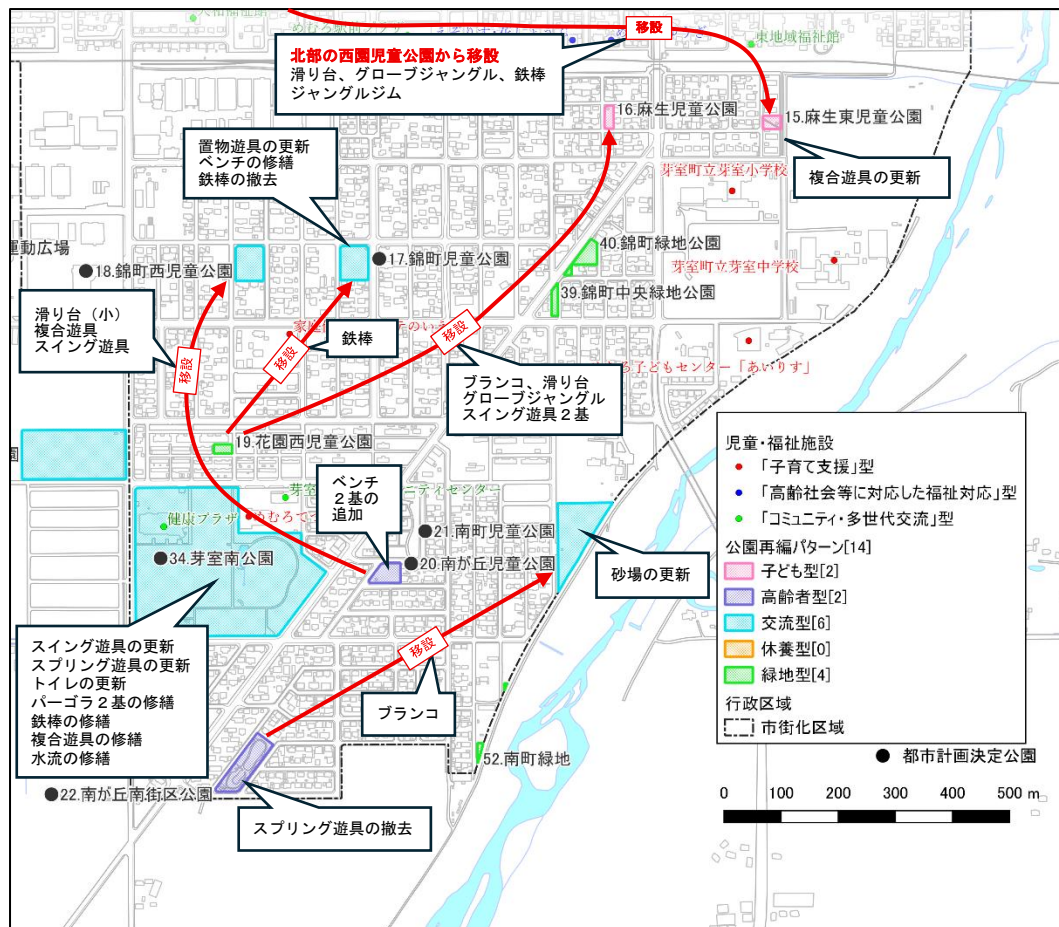 移設
東地域福祉館
北部の西園児童公園から移設
滑り台、グローブジャングル、鉄棒
ジャングルジム
16.麻生児童公園
15.麻生東児童公園
置物遊具の更新
ベンチの修繕
鉄棒の撤去
複合遊具の更新
芽室町立芽室小学校
運動広場
18.錦町西児童公園
17.錦町児童公園
40.錦町緑地公園
芽室町立芽室中学校
39.錦町中央緑地公園
滑り台（小）
複合遊具
スイング遊具
移設
移設
鉄棒
移設
子どもセンター「あいりす」
ブランコ、滑り台
グローブジャングル
スイング遊具２基
19.花園西児童公園
ベンチ
２基の
追加
健康プラザ
21.南町児童公園
34.芽室南公園
20.南が丘児童公園
砂場の更新
スイング遊具の更新
スプリング遊具の更新
トイレの更新
パーゴラ２基の修繕
鉄棒の修繕
複合遊具の修繕
水流の修繕
移設
ブランコ
52.南町緑地
22.南が丘南街区公園
スプリング遊具の撤去
児童・福祉施設
「子育て支援」型
「高齢社会等に対応した福祉対応」型
「コミュニティ・多世代交流」型
公園再編パターン[14]
子ども型[2]
高齢者型[2]
交流型[6]
休養型[0]
緑地型[4]
行政区域
市街化区域
都市計画決定公園
0 100 200 300 400 500 m